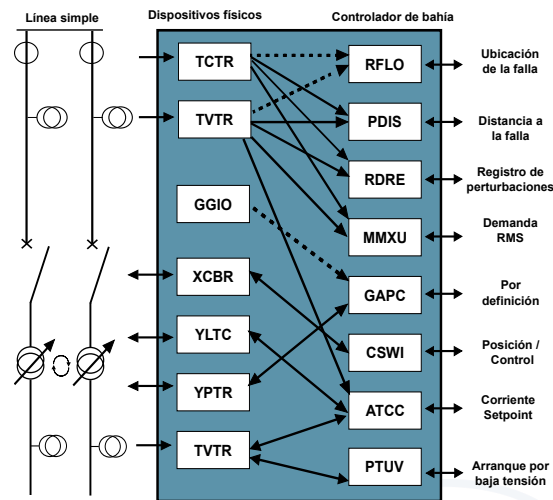 Línea simple
Dispositivos físicos
Controlador de bahía
TCTR
TVTR
GGIO
XCBR
YLTC
YPTR
TVTR
RFLO
PDIS
RDRE
MMXU
GAPC
CSWI
ATCC
PTUV
Ubicación
de la falla
Distancia a
la falla
Registro de
perturbaciones
Demanda
RMS
Por
definición
Posición /
Control
Corriente
Setpoint
Arranque por
baja tensión